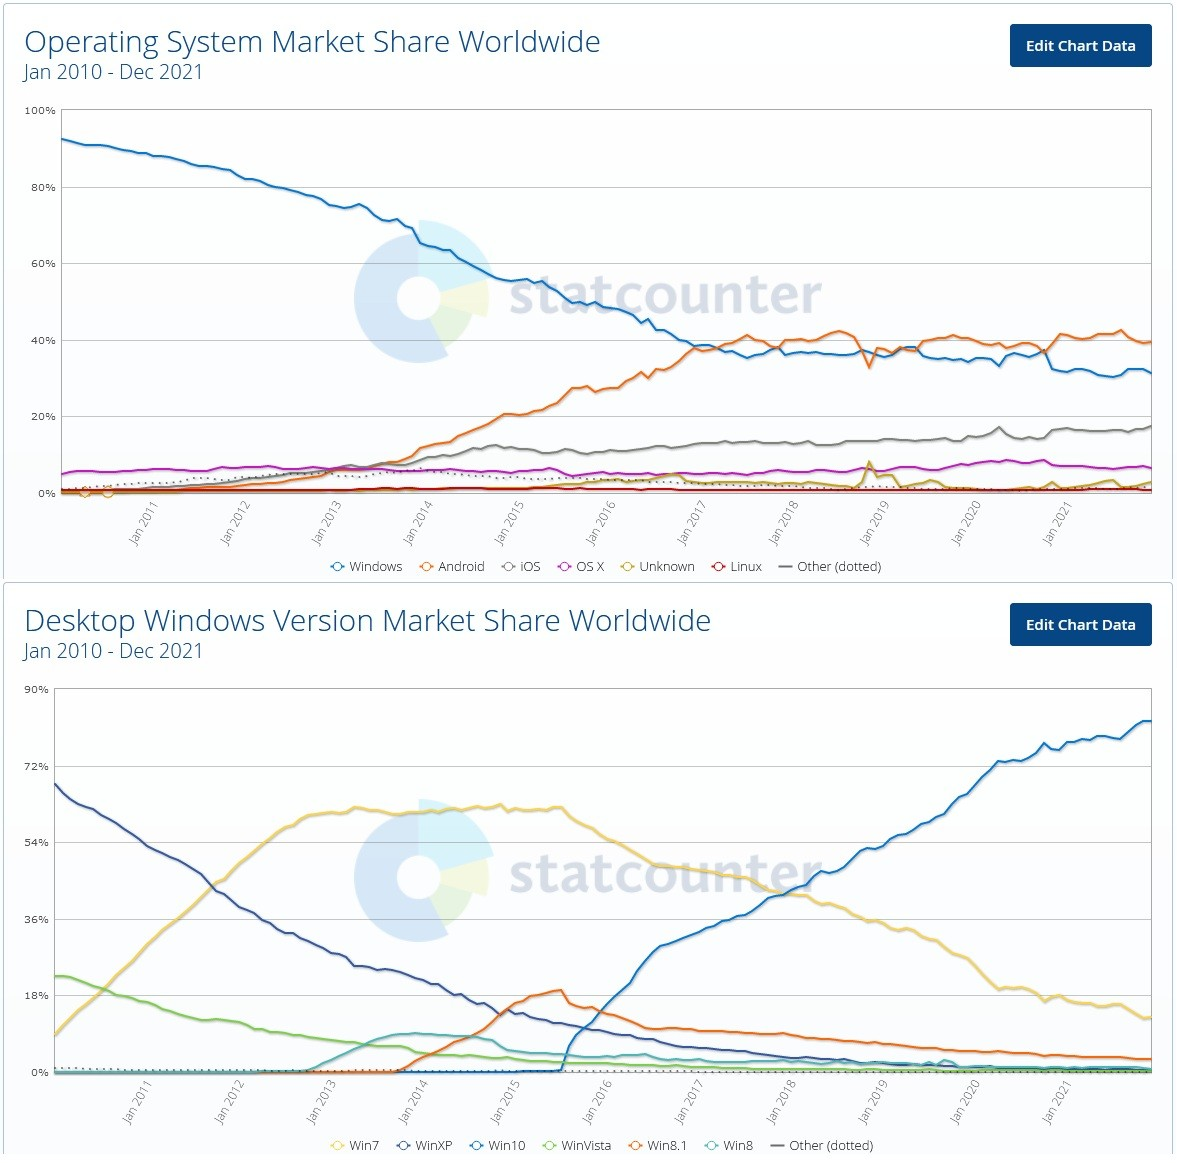 Operating System Market Share Worldwide
Edit Chart Data
Jan 2010 - Dec 2021
100%
80%
60%
40%
20%
0%
statcounter
Jan 2011
Jan 2012
Jan 2013
Jan 2014
Jan 2015
Jan 2016
Jan 2017
Jan 2018
Jan 2019
Jan 2020
Jan 2021
Windows Android iOS OS X Unknown Linux Other (dotted)
Desktop Windows Version Market Share Worldwide
Edit Chart Data
Jan 2010 - Dec 2021
90%
72%
54%
36%
18%
0%
statcounter
Jan 2011
Jan 2012
Jan 2013
Jan 2014
Jan 2015
Jan 2016
Jan 2017
Jan 2018
Jan 2019
Jan 2020
Jan 2021
Win7 WinXP Win10 WinVista Win8.1 Win8 Other (dotted)